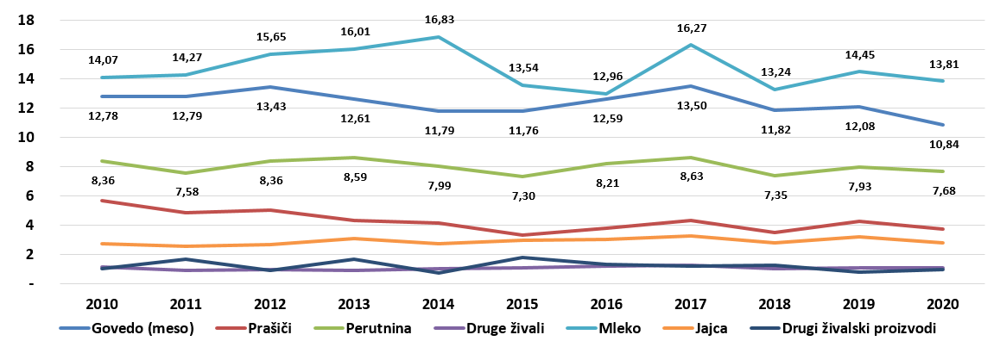 18
16
14
12
10
8
6
4
2
-
14,07 14,27 15,65 16,01 16,83 13,54 12,96 16,27 13,24 14,45 13,81
12,78 12,79 13,43 12,61 11,79 11,76 12,59 13,50 11,82 12,08 10,84
8,36 7,58 8,36 8,59 7,99 7,30 8,21 8,63 7,35 7,93 7,68
2010 2011 2012 2013 2014 2015 2016 2017 2018 2019 2020
Govedo (meso) Prašiči Perutnina Druge živali Mleko Jajca Drugi živalski proizvodi